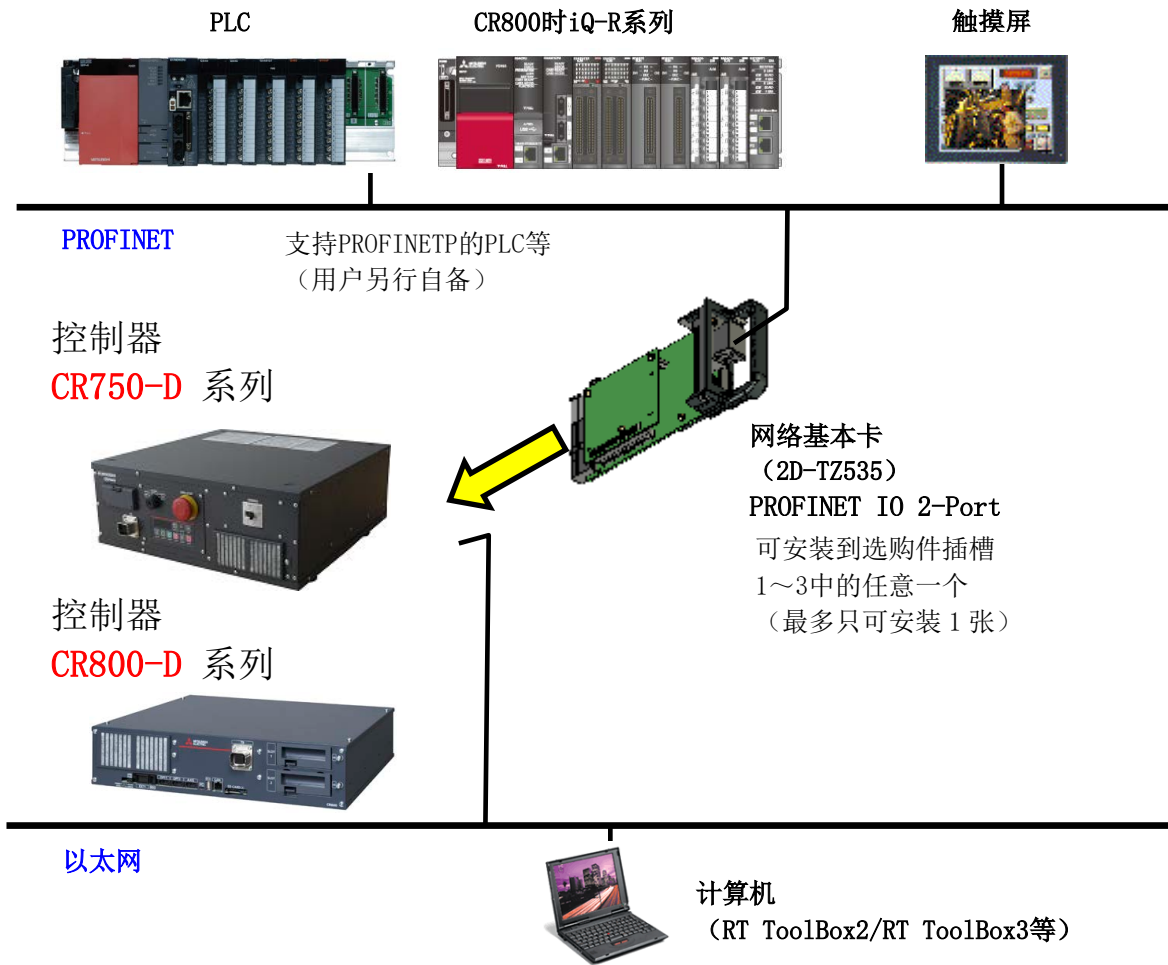 PLC
CR800时iQ-R系列
触摸屏
PROFINET
支持PROFINETP的PLC等
（用户另行自备）
控制器
CR750-D 系列
网络基本卡
（2D-TZ535）
PROFINET IO 2-Port
可安装到选购件插槽
1～3中的任意一个
（最多只可安装1张）
控制器
CR800-D 系列
以太网
计算机
（RT ToolBox2/RT ToolBox3等）